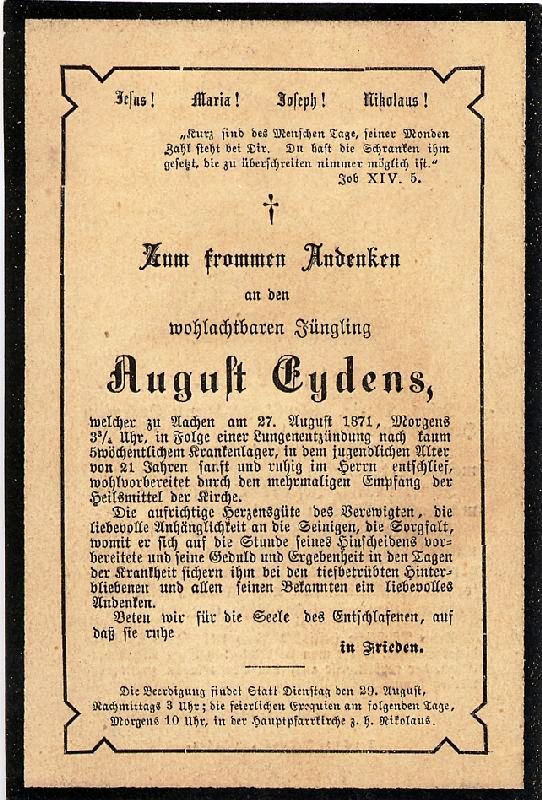 Jesus! Maria! Joseph! Nikolaus!
„Kurz sind des Menschen Tage, seiner Monden
Zahl steht bei Dir. Du hast die Schranken ihm
gesetzt, die zu überschreiten nimmer möglich ist.“
Job XIV. 5.
†
Zum frommen Andenken
an den
wohlachtbaren Jüngling
August Eydens,
welcher zu Aachen am 27. August 1871, Morgens
3³/₄ Uhr, in Folge einer Lungenentzündung nach kaum
5wöchentlichem Krankenlager, in dem jugendlichen Alter
von 21 Jahren sanft und ruhig im Herrn entschlief,
wohlvorbereitet durch den mehrmaligen Empfang der
Heilsmittel der Kirche.
Die aufrichtige Herzensgüte des Verewigten, die
liebevolle Anhänglichkeit an die Seinigen, die Sorgfalt,
womit er sich auf die Stunde seines Hinscheidens vor-
bereitete und seine Geduld und Ergebenheit in den Tagen
der Krankheit sichern ihm bei den tiefbetrübten Hinter-
bliebenen und allen seinen Bekannten ein liebevolles
Andenken.
Beten wir für die Seele des Entschlafenen, auf
daß sie ruhe
in Frieden.
Die Beerdigung findet Statt Dienstag den 29. August,
Nachmittags 3 Uhr; die feierlichen Exequien am folgenden Tage,
Morgens 10 Uhr, in der Hauptpfarrkirche z. h. Nikolaus.